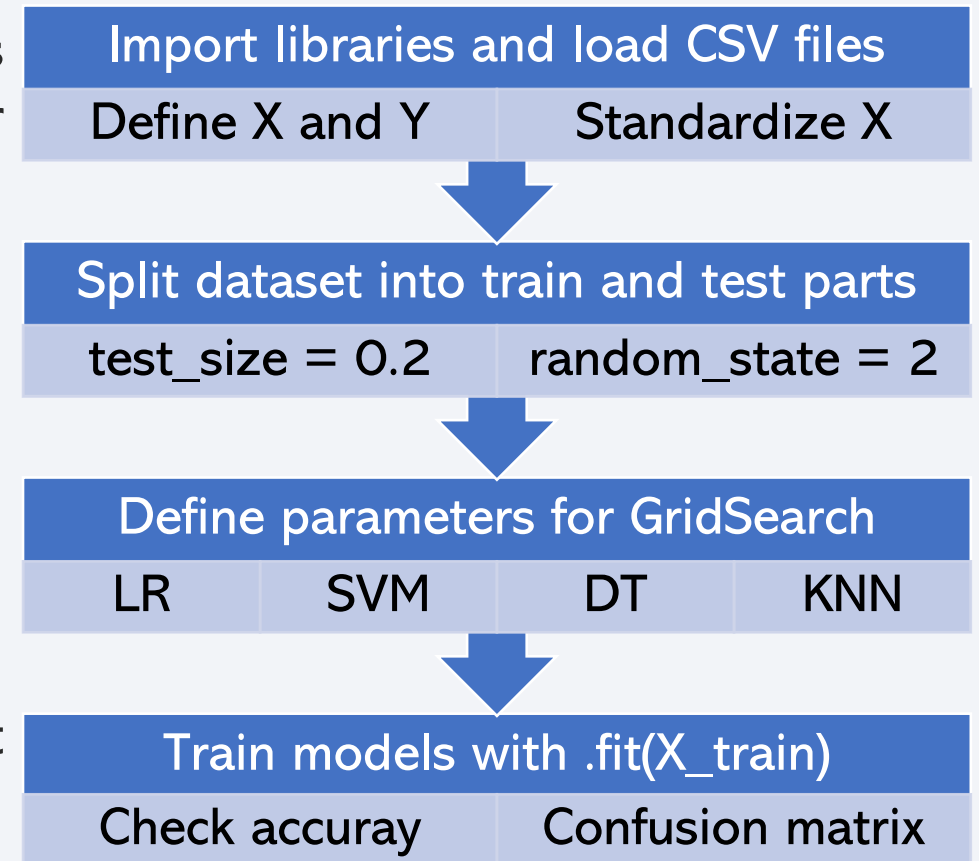 Import libraries and load CSV files
Define X and Y Standardize X
Split dataset into train and test parts
test_size = 0.2 random_state = 2
Define parameters for GridSearch
LR SVM DT KNN
Train models with .fit(X_train)
Check accuray Confusion matrix